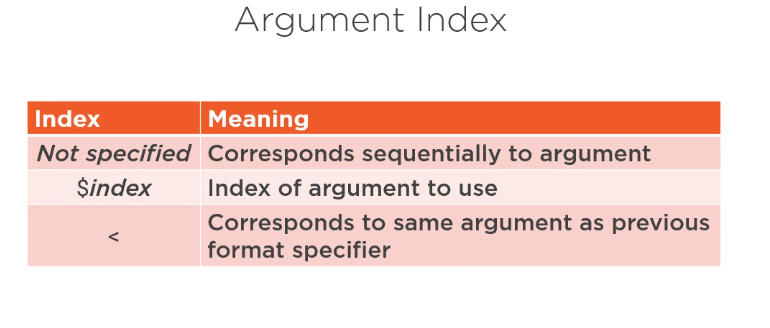 Argument Index
Index Meaning
Not specified Corresponds sequentially to argument
$index Index of argument to use
< Corresponds to same argument as previous
format specifier